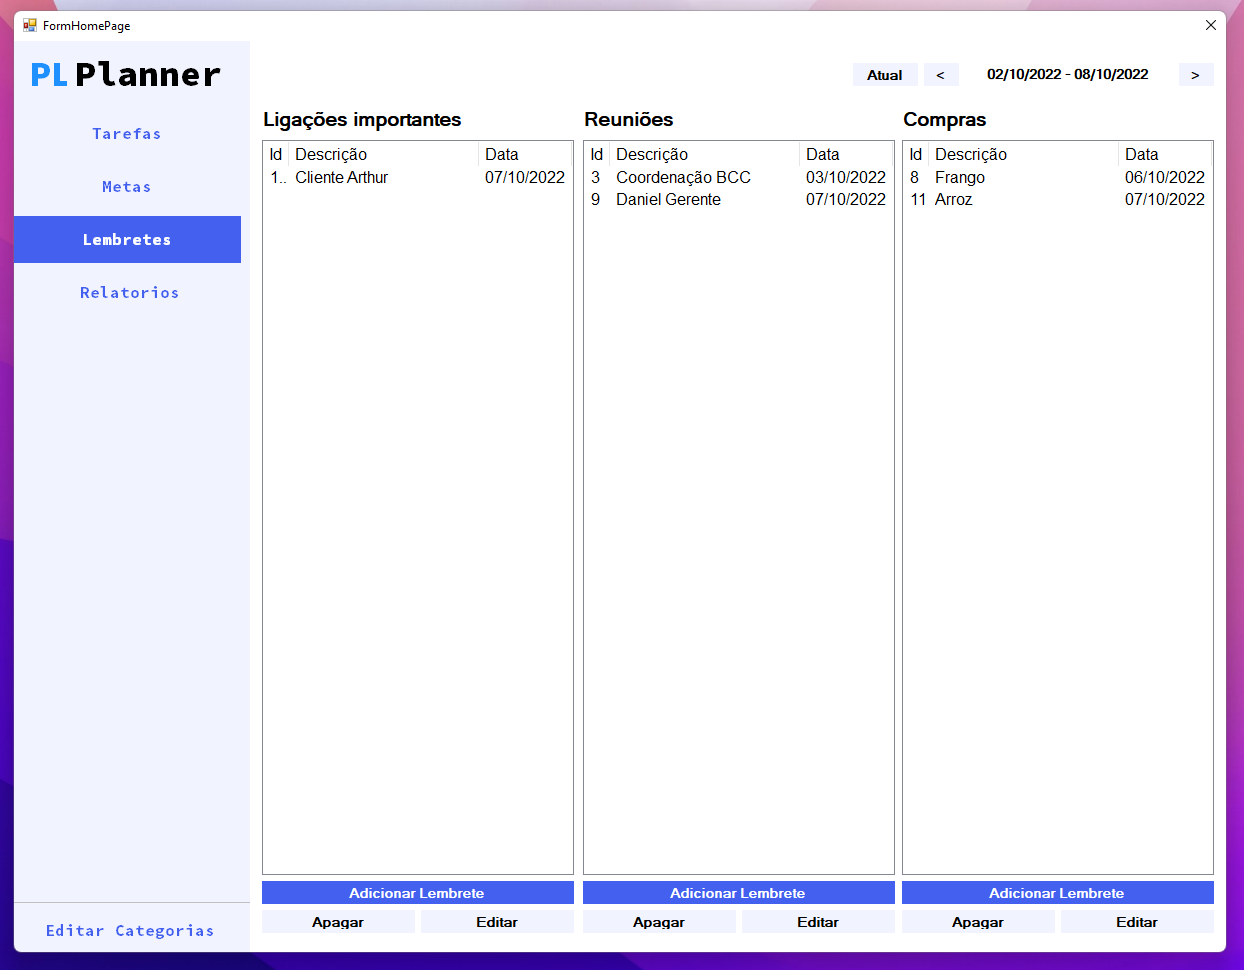 FormHomePage
PL Planner
Tarefas
Metas
Lembretes
Relatorios
Editar Categorias
Atual < 02/10/2022 - 08/10/2022 >
Ligações importantes
Id Descrição Data
1.. Cliente Arthur 07/10/2022
Adicionar Lembrete
Apagar Editar
Reuniões
Id Descrição Data
3 Coordenação BCC 03/10/2022
9 Daniel Gerente 07/10/2022
Adicionar Lembrete
Apagar Editar
Compras
Id Descrição Data
8 Frango 06/10/2022
11 Arroz 07/10/2022
Adicionar Lembrete
Apagar Editar